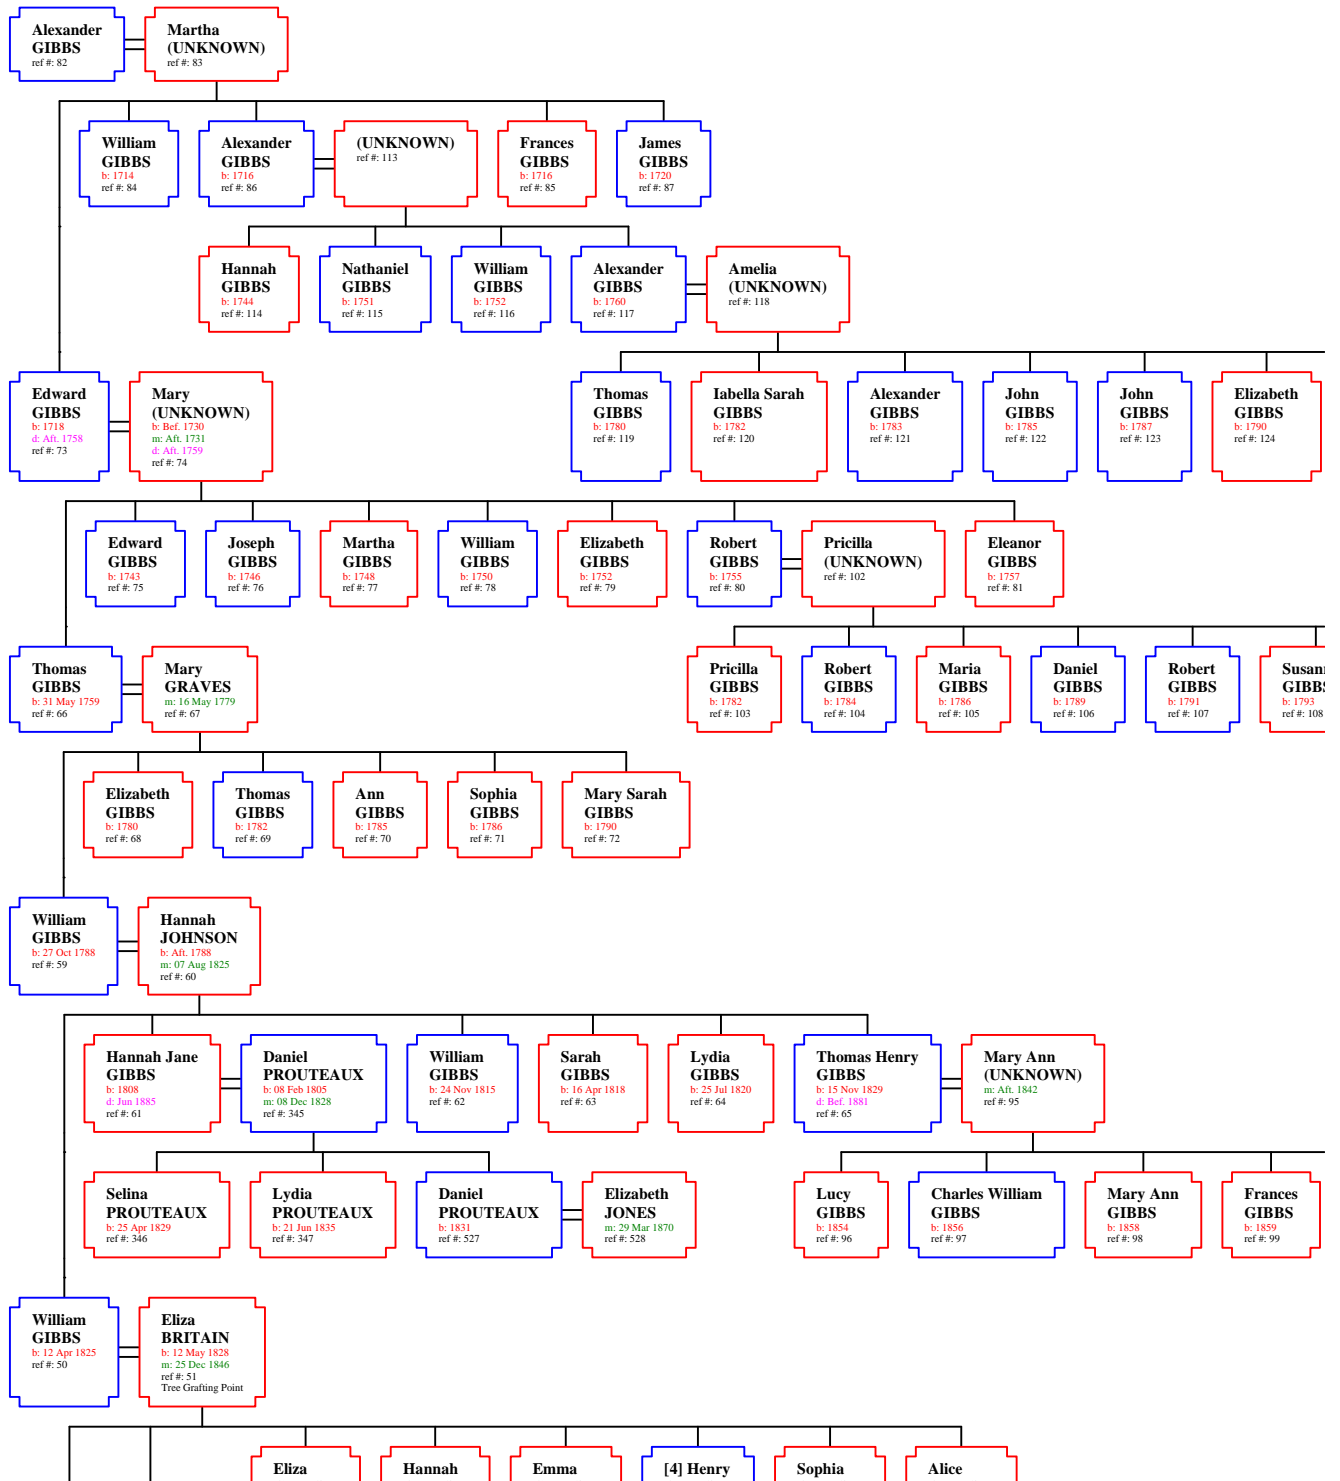 Alexander
GIBBS
ref #: 82
Martha
(UNKNOWN)
ref #: 83
William
GIBBS
b: 1714
ref #: 84
Alexander
GIBBS
b: 1716
ref #: 86
(UNKNOWN)
ref #: 113
Frances
GIBBS
b: 1716
ref #: 85
James
GIBBS
b: 1720
ref #: 87
Hannah
GIBBS
b: 1744
ref #: 114
Nathaniel
GIBBS
b: 1751
ref #: 115
William
GIBBS
b: 1752
ref #: 116
Alexander
GIBBS
b: 1760
ref #: 117
Amelia
(UNKNOWN)
ref #: 118
Edward
GIBBS
b: 1718
d: Aft. 1758
ref #: 73
Mary
(UNKNOWN)
b: Bef. 1730
m: Aft. 1731
d: Aft. 1759
ref #: 74
Thomas
GIBBS
b: 1780
ref #: 119
Iabella Sarah
GIBBS
b: 1782
ref #: 120
Alexander
GIBBS
b: 1783
ref #: 121
John
GIBBS
b: 1785
ref #: 122
John
GIBBS
b: 1787
ref #: 123
Elizabeth
GIBBS
b: 1790
ref #: 124
Edward
GIBBS
b: 1743
ref #: 75
Joseph
GIBBS
b: 1746
ref #: 76
Martha
GIBBS
b: 1748
ref #: 77
William
GIBBS
b: 1750
ref #: 78
Elizabeth
GIBBS
b: 1752
ref #: 79
Robert
GIBBS
b: 1755
ref #: 80
Pricilla
(UNKNOWN)
ref #: 102
Eleanor
GIBBS
b: 1757
ref #: 81
Thomas
GIBBS
b: 31 May 1759
ref #: 66
Mary
GRAVES
m: 16 May 1779
ref #: 67
Pricilla
GIBBS
b: 1782
ref #: 103
Robert
GIBBS
b: 1784
ref #: 104
Maria
GIBBS
b: 1786
ref #: 105
Daniel
GIBBS
b: 1789
ref #: 106
Robert
GIBBS
b: 1791
ref #: 107
Susann
GIBBS
b: 1793
ref #: 108
Elizabeth
GIBBS
b: 1780
ref #: 68
Thomas
GIBBS
b: 1782
ref #: 69
Ann
GIBBS
b: 1785
ref #: 70
Sophia
GIBBS
b: 1786
ref #: 71
Mary Sarah
GIBBS
b: 1790
ref #: 72
William
GIBBS
b: 27 Oct 1788
ref #: 59
Hannah
JOHNSON
b: Aft. 1788
m: 07 Aug 1825
ref #: 60
Hannah Jane
GIBBS
b: 1808
d: Jun 1885
ref #: 61
Daniel
PROUTEAUX
b: 08 Feb 1805
m: 08 Dec 1828
ref #: 345
William
GIBBS
b: 24 Nov 1815
ref #: 62
Sarah
GIBBS
b: 16 Apr 1818
ref #: 63
Lydia
GIBBS
b: 25 Jul 1820
ref #: 64
Thomas Henry
GIBBS
b: 15 Nov 1829
d: Bef. 1881
ref #: 65
Mary Ann
(UNKNOWN)
m: Aft. 1842
ref #: 95
Selina
PROUTEAUX
b: 25 Apr 1829
ref #: 346
Lydia
PROUTEAUX
b: 21 Jun 1835
ref #: 347
Daniel
PROUTEAUX
b: 1831
ref #: 527
Elizabeth
JONES
m: 29 Mar 1870
ref #: 528
Lucy
GIBBS
b: 1854
ref #: 96
Charles William
GIBBS
b: 1856
ref #: 97
Mary Ann
GIBBS
b: 1858
ref #: 98
Frances
GIBBS
b: 1859
ref #: 99
William
GIBBS
b: 12 Apr 1825
ref #: 50
Eliza
BRITAIN
b: 12 May 1828
m: 25 Dec 1846
ref #: 51
Tree Grafting Point
Eliza
Hannah
Emma
[4] Henry
Sophia
Alice